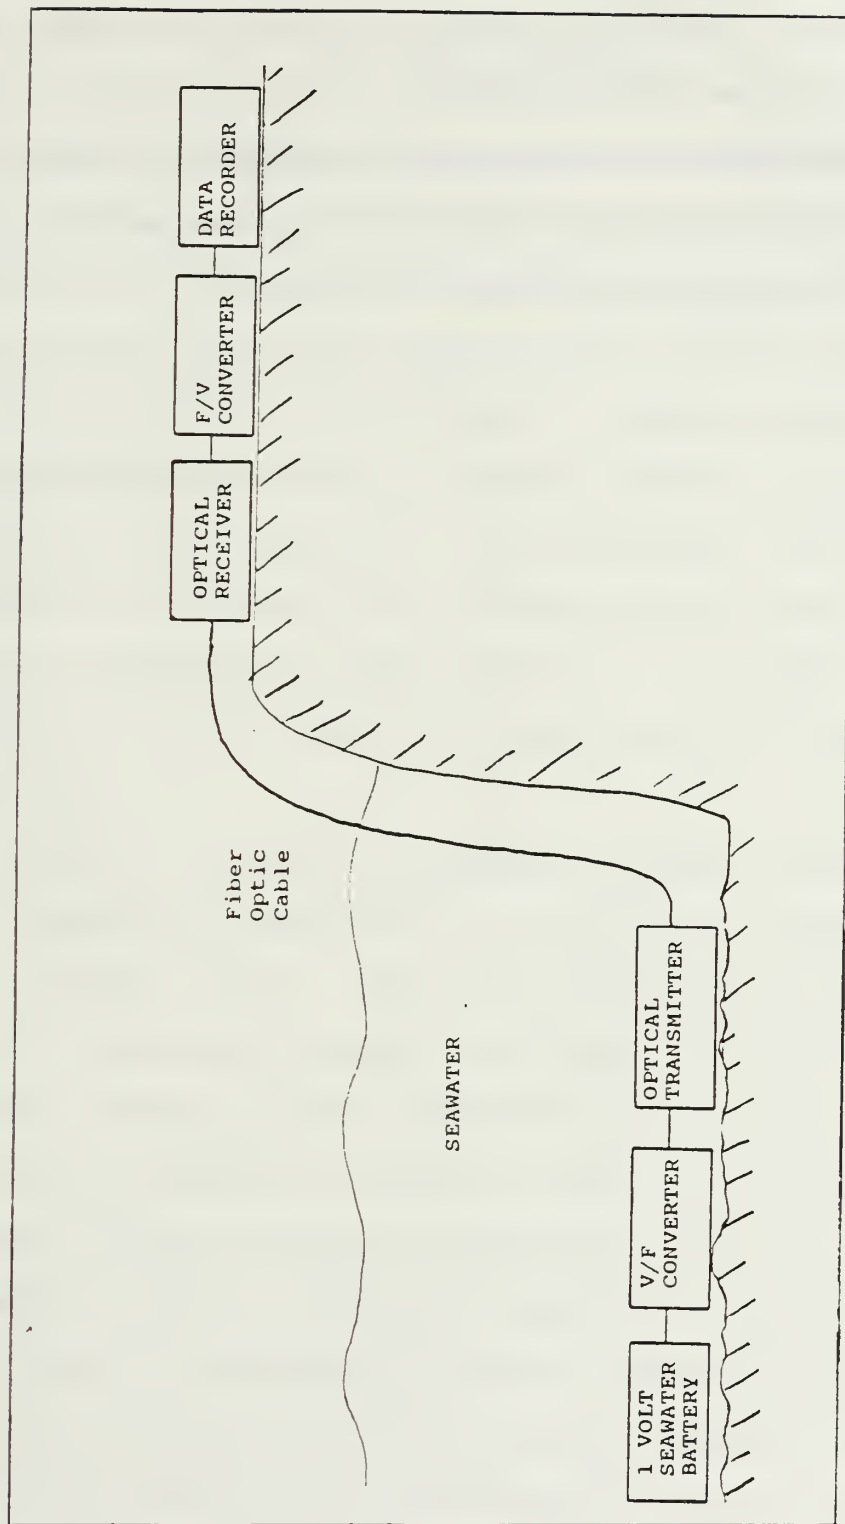 DATA
RECORDER
F/V
CONVERTER
OPTICAL
RECEIVER
Fiber
Optic
Cable
SEAWATER
OPTICAL
TRANSMITTER
V/F
CONVERTER
1 VOLT
SEAWATER
BATTERY